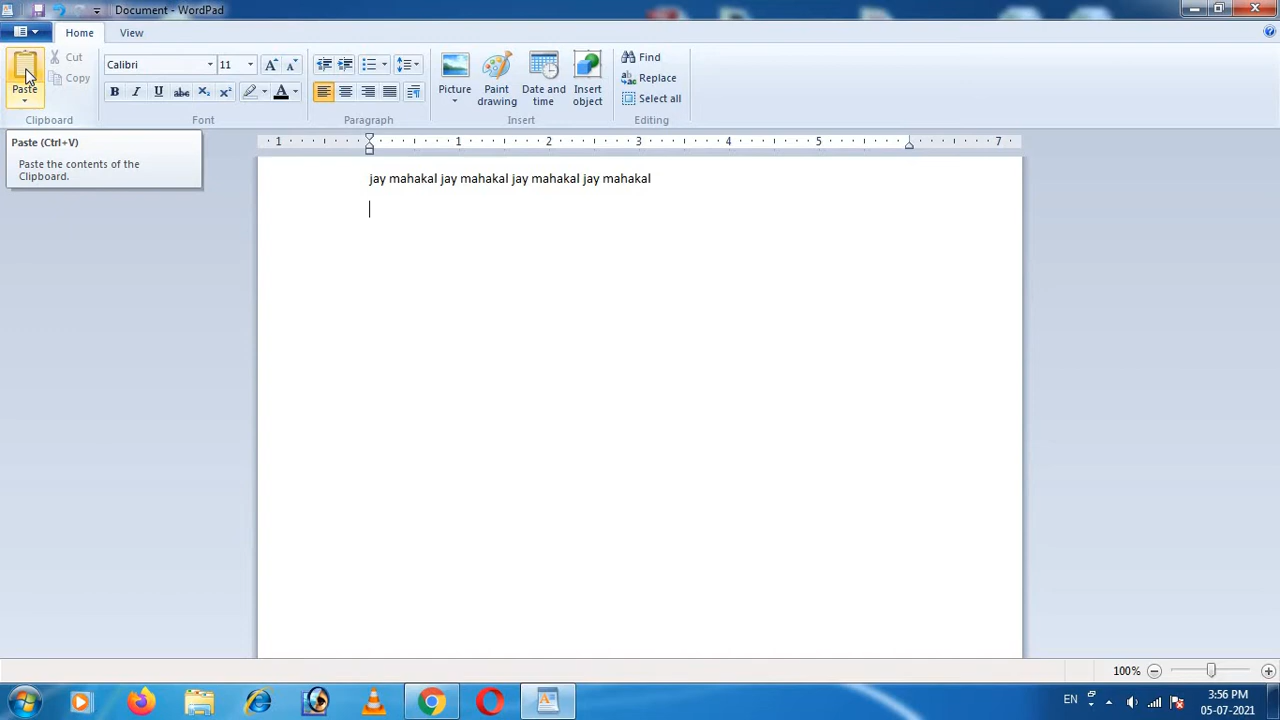 Document - WordPad
Home View
Paste
Cut
Copy
Clipboard
Calibri 11
B I U abc X₂ X² A
Font
Paragraph
Picture
Paint drawing
Date and time
Insert object
Insert
Find
Replace
Select all
Editing
Paste (Ctrl+V)
Paste the contents of the
Clipboard.
1 1 2 3 4 5 7
jay mahakal jay mahakal jay mahakal jay mahakal
100%
EN
3:56 PM
05-07-2021